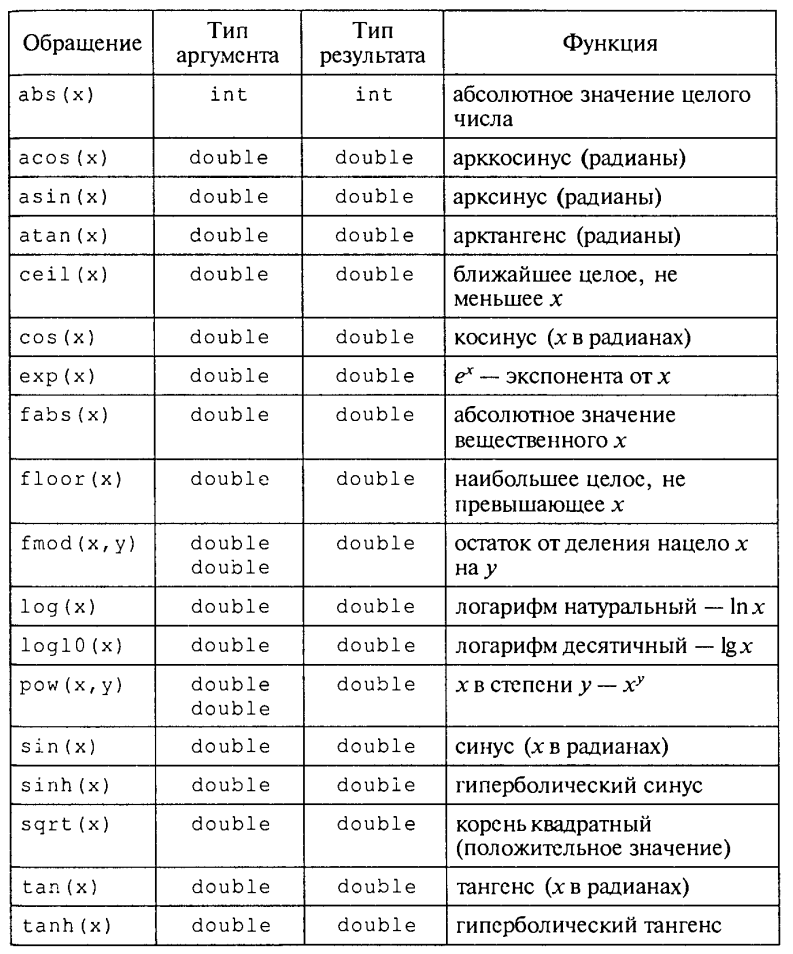 Обращение
Тип
аргумента
Тип
результата
Функция
abs(x)
int
int
абсолютное значение целого
числа
acos(x)
double
double
арккосинус (радианы)
asin(x)
double
double
арксинус (радианы)
atan(x)
double
double
арктангенс (радианы)
ceil(x)
double
double
ближайшее целое, не
меньшее x
cos(x)
double
double
косинус (x в радианах)
exp(x)
double
double
eˣ — экспонента от x
fabs(x)
double
double
абсолютное значение
вещественного x
floor(x)
double
double
наибольшее целое, не
превышающее x
fmod(x,y)
double
double
double
остаток от деления нацело x
на y
log(x)
double
double
логарифм натуральный — ln x
log10(x)
double
double
логарифм десятичный — lg x
pow(x,y)
double
double
double
x в степени y — xʸ
sin(x)
double
double
синус (x в радианах)
sinh(x)
double
double
гиперболический синус
sqrt(x)
double
double
корень квадратный
(положительное значение)
tan(x)
double
double
тангенс (x в радианах)
tanh(x)
double
double
гиперболический тангенс